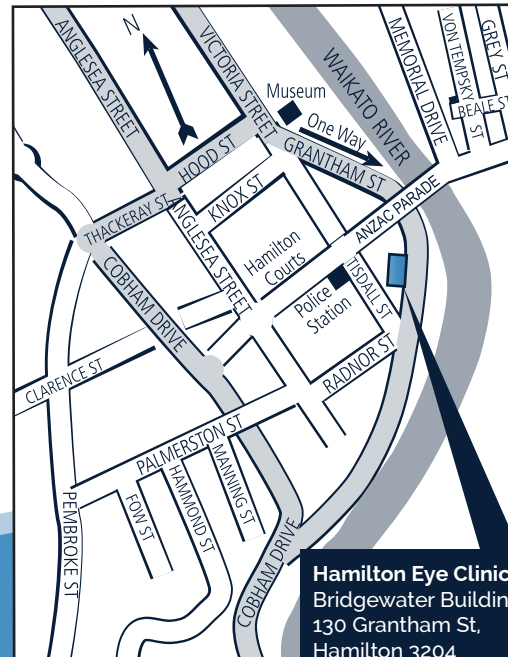 N
ANGLESEA STREET
VICTORIA STREET
Museum
One Way
WAIKATO RIVER
MEMORIAL DRIVE
VON TEMPSKY ST
GREY ST
BEALE ST
HOOD ST
GRANTHAM ST
THACKERAY ST
KNOX ST
ANZAC PARADE
ANGLESEA STREET
Hamilton
Courts
COBHAM DRIVE
Police
Station
TISDALL ST
CLARENCE ST
RADNOR ST
PALMERSTON ST
PEMBROKE ST
FOW ST
HAMMOND ST
MANNING ST
COBHAM DRIVE
Hamilton Eye Clinic
Bridgewater Buildin
130 Grantham St,
Hamilton 3204